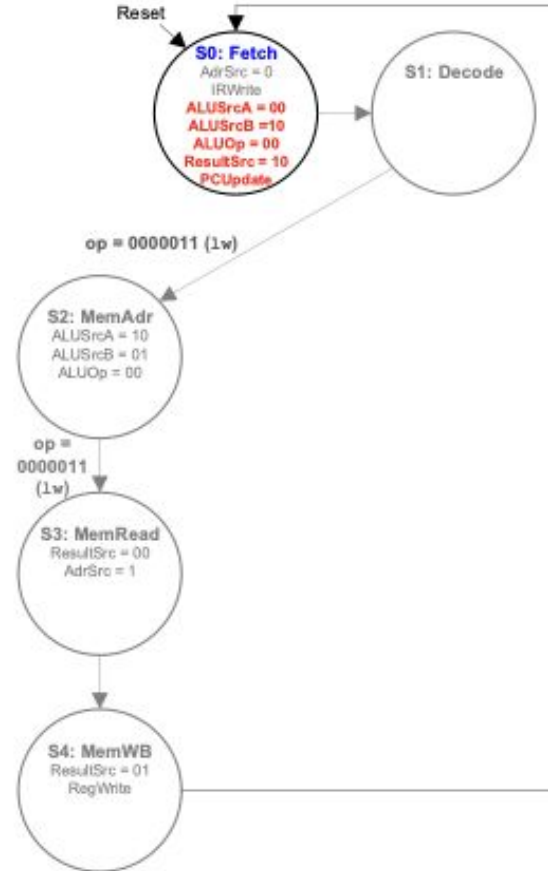 Reset
S0: Fetch
AdrSrc = 0
IRWrite
ALUSrcA = 00
ALUSrcB =10
ALUOp = 00
ResultSrc = 10
PCUpdate
S1: Decode
op = 0000011 (lw)
S2: MemAdr
ALUSrcA = 10
ALUSrcB = 01
ALUOp = 00
op =
0000011
(lw)
S3: MemRead
ResultSrc = 00
AdrSrc = 1
S4: MemWB
ResultSrc = 01
RegWrite